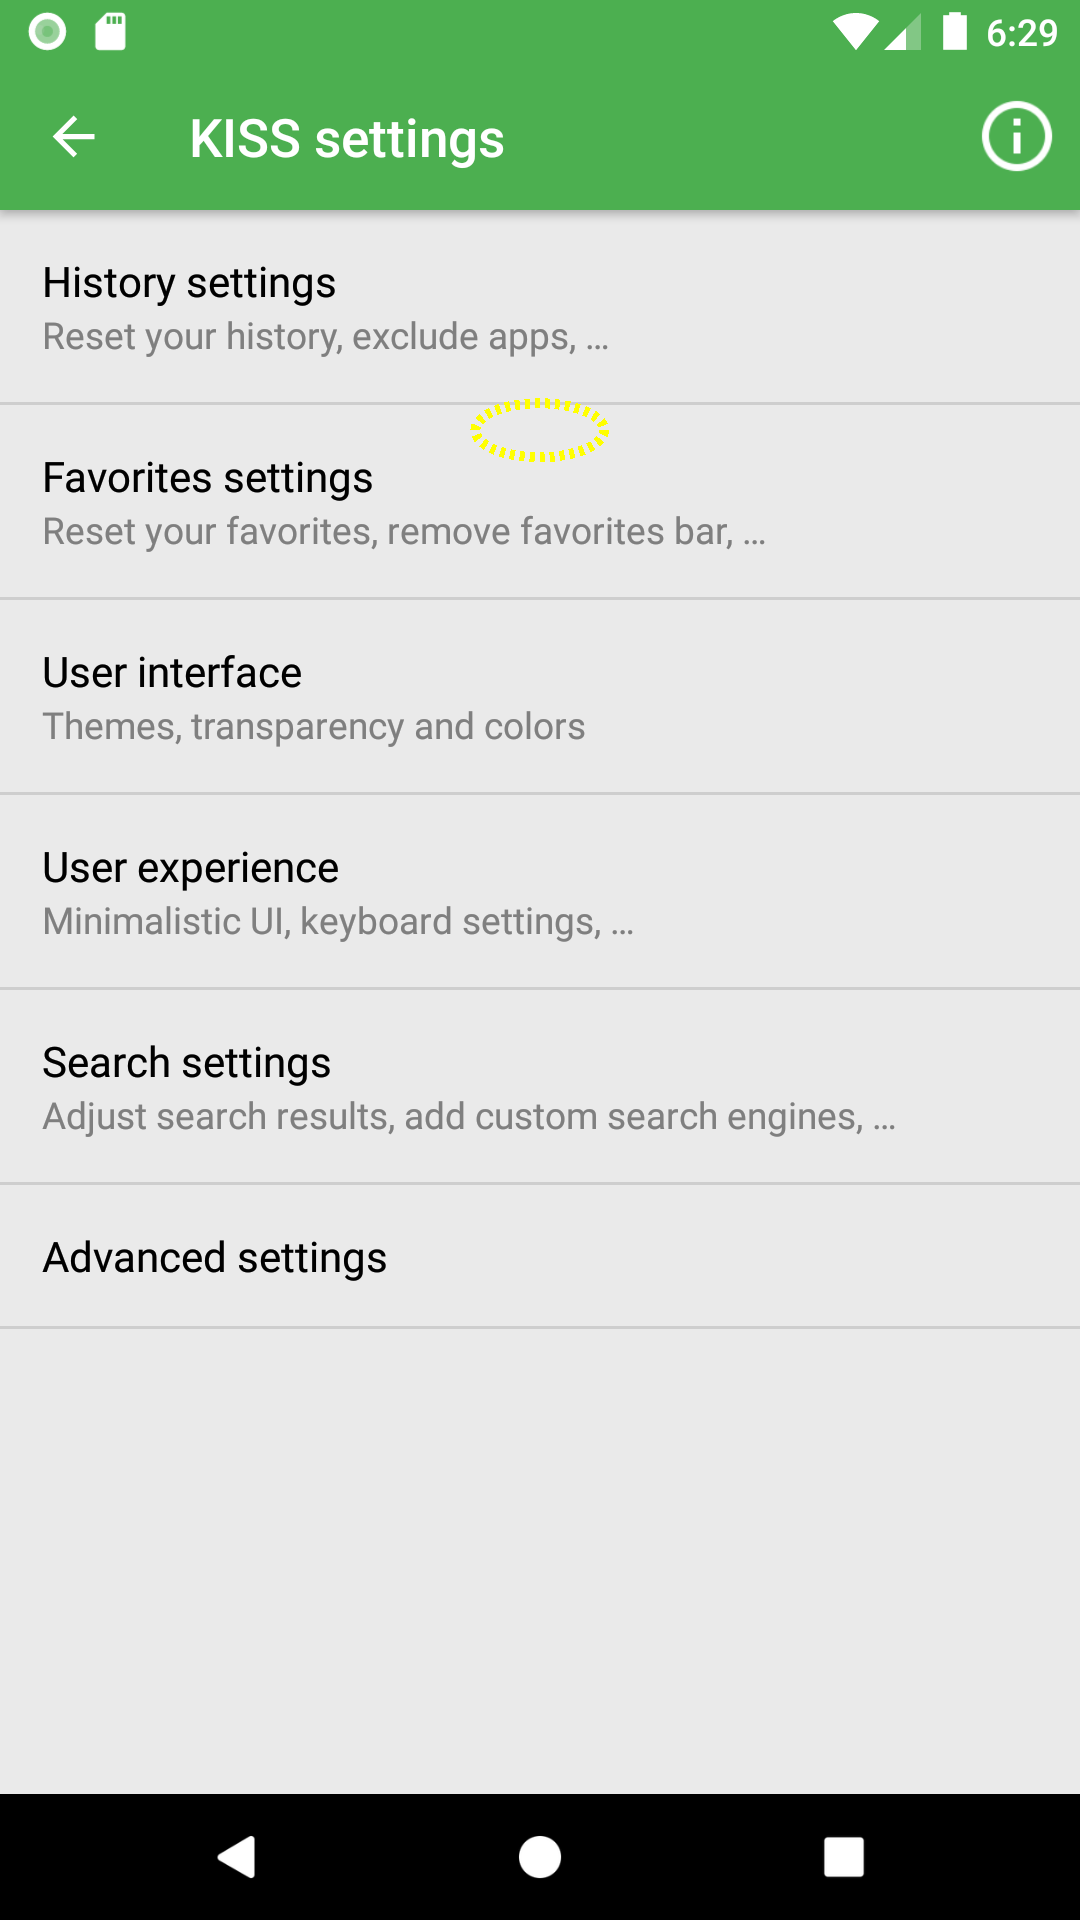 6:29
KISS settings
History settings
Reset your history, exclude apps, …
Favorites settings
Reset your favorites, remove favorites bar, …
User interface
Themes, transparency and colors
User experience
Minimalistic UI, keyboard settings, …
Search settings
Adjust search results, add custom search engines, …
Advanced settings